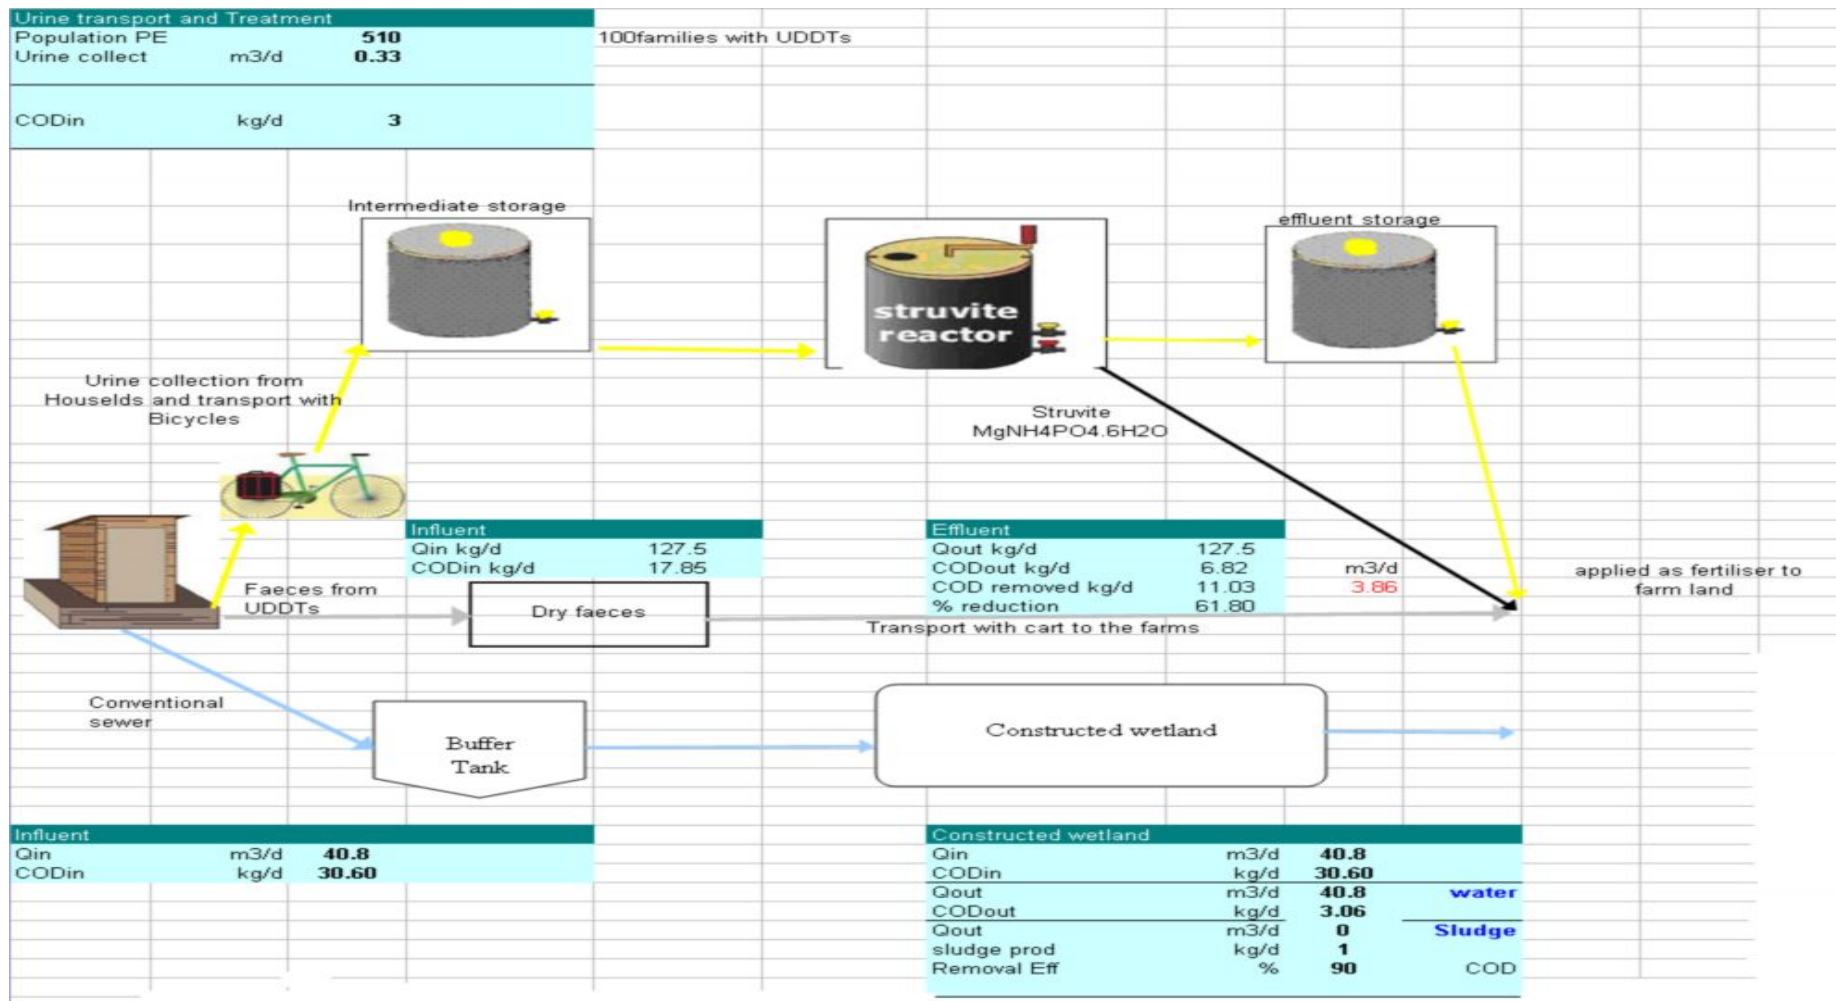 Urine transport and Treatment
Population PE 510 100families with UDDTs
Urine collect m3/d 0.33
CODin kg/d 3
Intermediate storage
effluent storage
struvite
reactor
Urine collection from
Houselds and transport with
Bicycles
Struvite
MgNH4PO4.6H2O
Influent
Qin kg/d 127.5
CODin kg/d 17.85
Effluent
Qout kg/d 127.5
CODout kg/d 6.82 m3/d
COD removed kg/d 11.03 3.86
% reduction 61.80
applied as fertiliser to
farm land
Faeces from
UDDTs
Dry faeces
Transport with cart to the farms
Conventional
sewer
Buffer
Tank
Constructed wetland
Influent
Qin m3/d 40.8
CODin kg/d 30.60
Constructed wetland
Qin m3/d 40.8
CODin kg/d 30.60
Qout m3/d 40.8 water
CODout kg/d 3.06
Qout m3/d 0 Sludge
sludge prod kg/d 1
Removal Eff % 90 COD